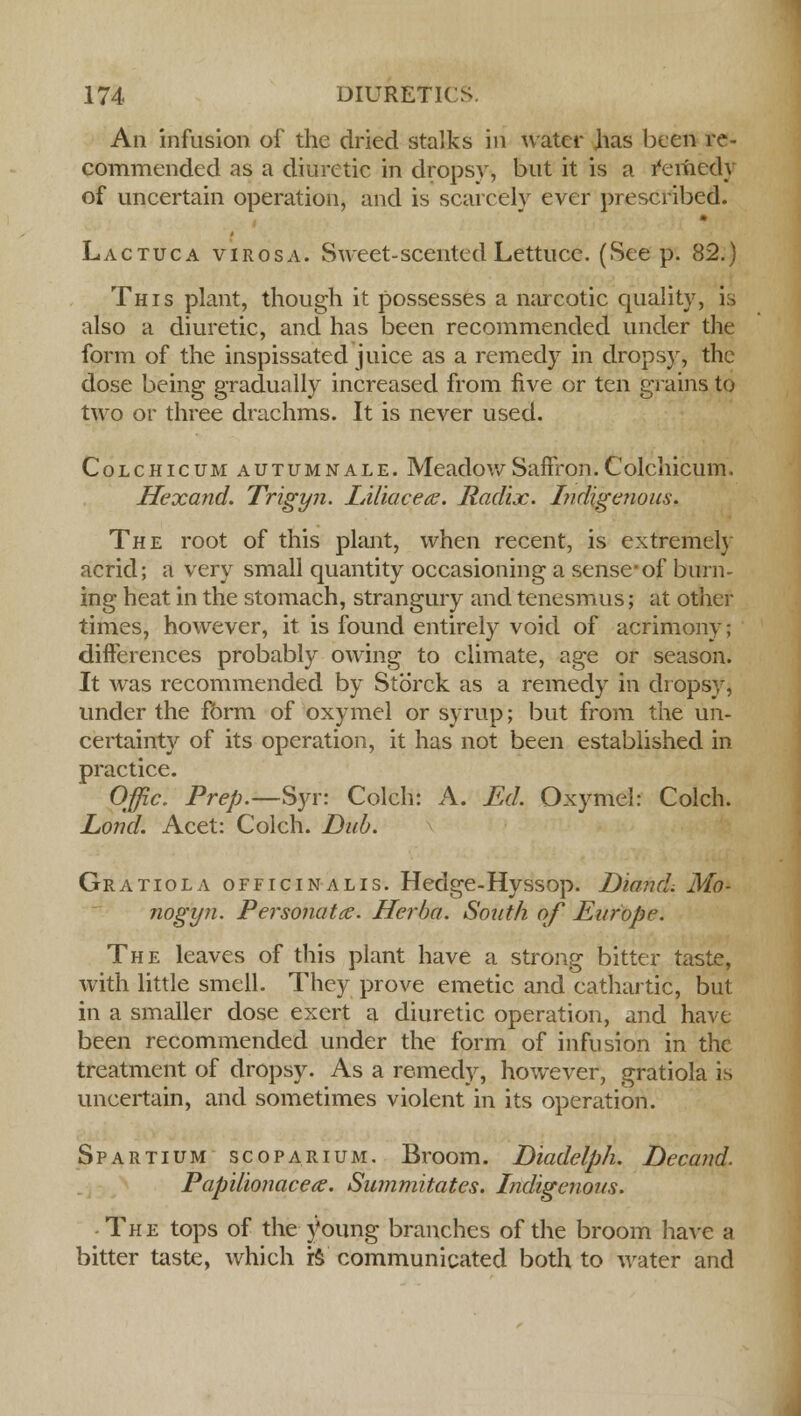 174 DIURETICS.
An infusion of the dried stalks in water has been re-
commended as a diuretic in dropsy, but it is a remedy
of uncertain operation, and is scarcely ever prescribed.
LACTUCA VIROSA. Sweet-scented Lettuce. (See p. 82.)
THIS plant, though it possesses a narcotic quality, is
also a diuretic, and has been recommended under the
form of the inspissated juice as a remedy in dropsy, the
dose being gradually increased from five or ten grains to
two or three drachms. It is never used.
COLCHICUM AUTUMNALE. Meadow Saffron. Colchicum.
Hexand. Trigyn. Liliaceæ. Radix. Indigenous.
THE root of this plant, when recent, is extremely
acrid; a very small quantity occasioning a sense of burn-
ing heat in the stomach, strangury and tenesmus; at other
times, however, it is found entirely void of acrimony;
differences probably owing to climate, age or season.
It was recommended by Störck as a remedy in dropsy,
under the form of oxymel or syrup; but from the un-
certainty of its operation, it has not been established in
practice.
Offic. Prep.—Syr: Colch: A. Ed. Oxymel: Colch.
Lond. Acet: Colch. Dub.
GRATIOLA OFFICINALIS. Hedge-Hyssop. Diand. Mo-
nogyn. Personatæ. Herba. South of Europe.
THE leaves of this plant have a strong bitter taste,
with little smell. They prove emetic and cathartic, but
in a smaller dose exert a diuretic operation, and have
been recommended under the form of infusion in the
treatment of dropsy. As a remedy, however, gratiola is
uncertain, and sometimes violent in its operation.
SPARTIUM SCOPARIUM. Broom. Diadelph. Decand.
Papilionaceæ. Summitates. Indigenous.
THE tops of the young branches of the broom have a
bitter taste, which is communicated both to water and